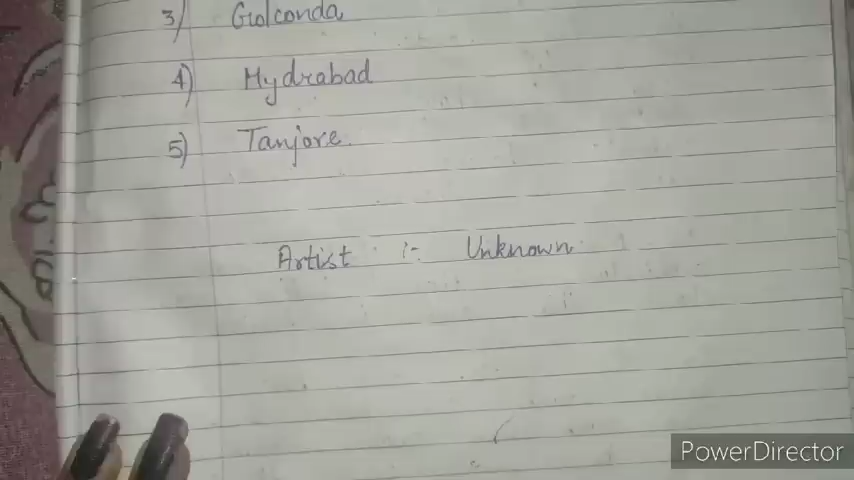 3) Golconda
4) Hydrabad
5) Tanjore.
Artist :- Unknown
PowerDirector